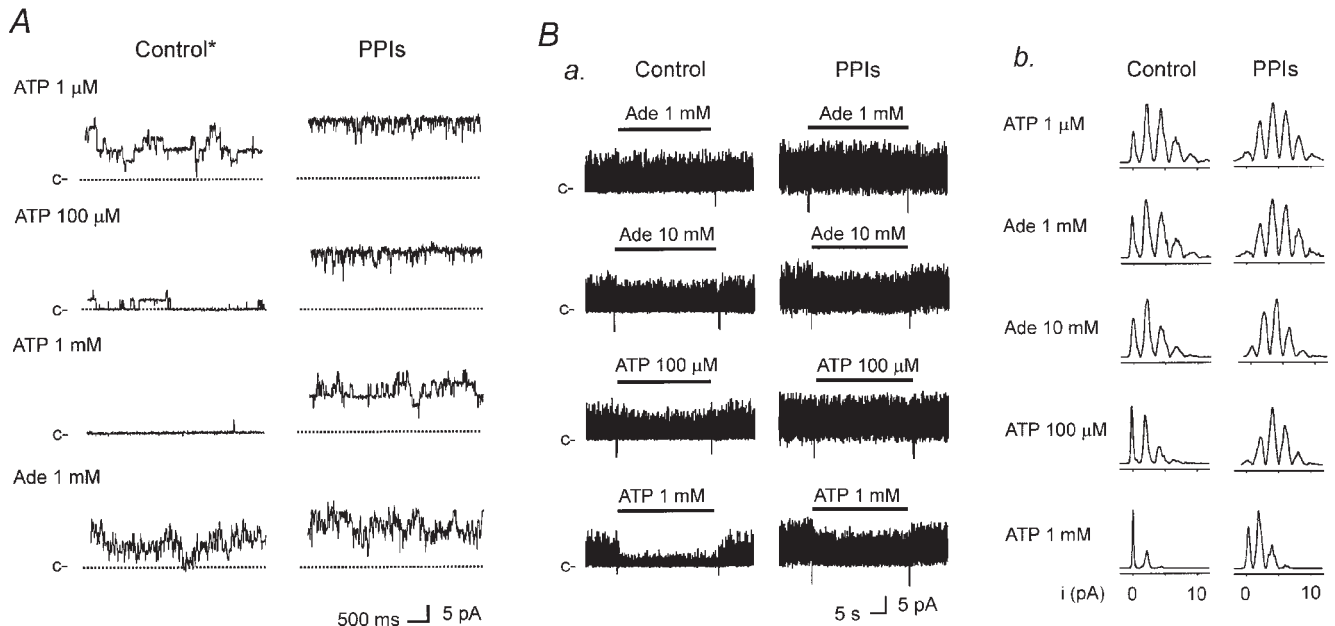 A
Control*
PPIs
ATP 1 μM
c-
ATP 100 μM
c-
ATP 1 mM
c-
Ade 1 mM
c-
500 ms
5 pA
B
a.
Control
PPIs
Ade 1 mM
Ade 1 mM
c-
Ade 10 mM
Ade 10 mM
c-
ATP 100 μM
ATP 100 μM
c-
ATP 1 mM
ATP 1 mM
c-
5 s
5 pA
b.
Control
PPIs
ATP 1 μM
Ade 1 mM
Ade 10 mM
ATP 100 μM
ATP 1 mM
i (pA)
0
10
0
10